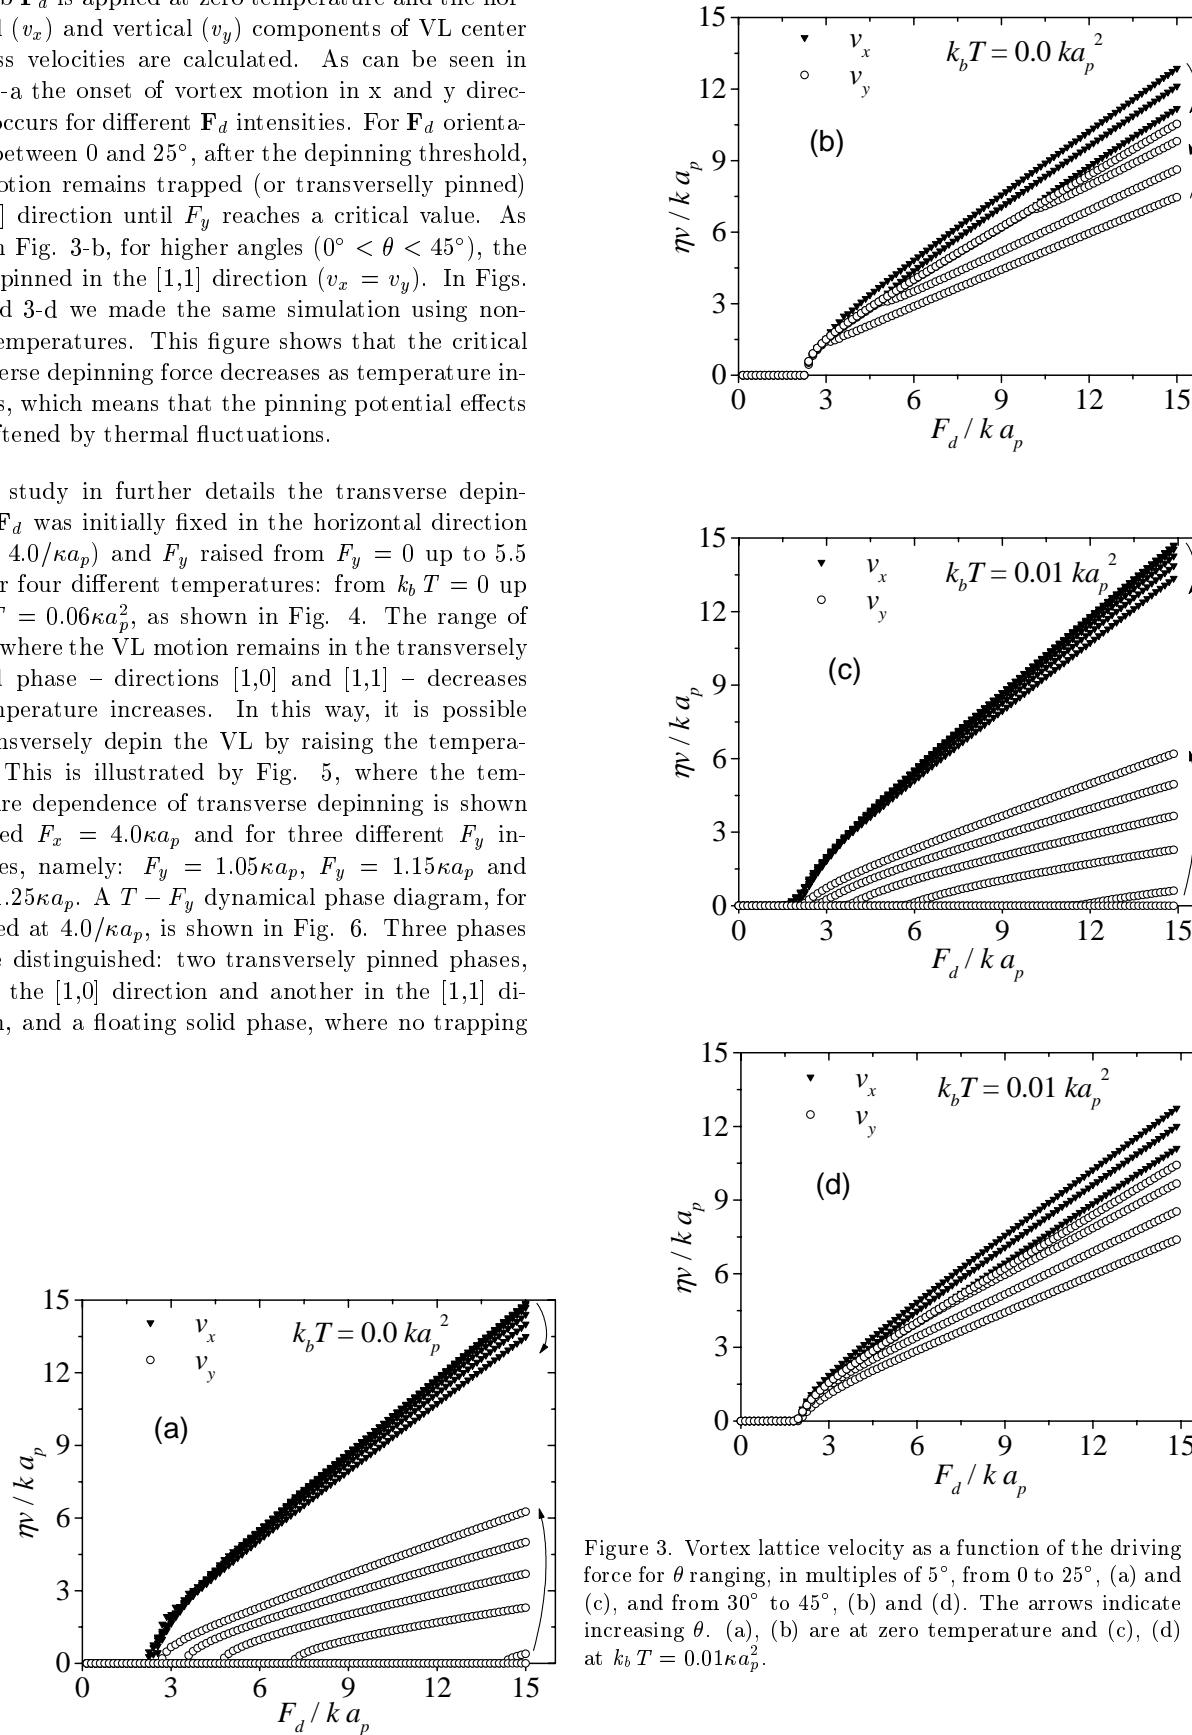 F_d is applied at zero temperature and the hor-
(v_x) and vertical (v_y) components of VL center
velocities are calculated. As can be seen in
-a the onset of vortex motion in x and y direc-
occurs for different F_d intensities. For F_d orienta-
between 0 and 25°, after the depinning threshold,
remains trapped (or transverselly pinned)
direction until F_y reaches a critical value. As
Fig. 3-b, for higher angles (0° < θ < 45°), the
pinned in the [1,1] direction (v_x = v_y). In Figs.
3-d we made the same simulation using non-
temperatures. This figure shows that the critical
depinning force decreases as temperature in-
which means that the pinning potential effects
by thermal fluctuations.
study in further details the transverse depin-
F_d was initially fixed in the horizontal direction
4.0/κa_p) and F_y raised from F_y = 0 up to 5.5
four different temperatures: from k_b T = 0 up
T = 0.06κa_p^2, as shown in Fig. 4. The range of
where the VL motion remains in the transversely
phase – directions [1,0] and [1,1] – decreases
temperature increases. In this way, it is possible
depin the VL by raising the tempera-
This is illustrated by Fig. 5, where the tem-
dependence of transverse depinning is shown
F_x = 4.0κa_p and for three different F_y in-
namely: F_y = 1.05κa_p, F_y = 1.15κa_p and
1.25κa_p. A T − F_y dynamical phase diagram, for
at 4.0/κa_p, is shown in Fig. 6. Three phases
distinguished: two transversely pinned phases,
the [1,0] direction and another in the [1,1] di-
and a floating solid phase, where no trapping
15
12
9
6
3
0
0 3 6 9 12 15
v_x
v_y
k_b T = 0.0 ka_p^2
(a)
ηv / k a_p
F_d / k a_p
15
12
9
6
3
0
0 3 6 9 12 15
v_x
v_y
k_b T = 0.0 ka_p^2
(b)
ηv / k a_p
F_d / k a_p
15
12
9
6
3
0
0 3 6 9 12 15
v_x
v_y
k_b T = 0.01 ka_p^2
(c)
ηv / k a_p
F_d / k a_p
15
12
9
6
3
0
0 3 6 9 12 15
v_x
v_y
k_b T = 0.01 ka_p^2
(d)
ηv / k a_p
F_d / k a_p
Figure 3. Vortex lattice velocity as a function of the driving
force for θ ranging, in multiples of 5°, from 0 to 25°, (a) and
(c), and from 30° to 45°, (b) and (d). The arrows indicate
increasing θ. (a), (b) are at zero temperature and (c), (d)
at k_b T = 0.01κa_p^2.